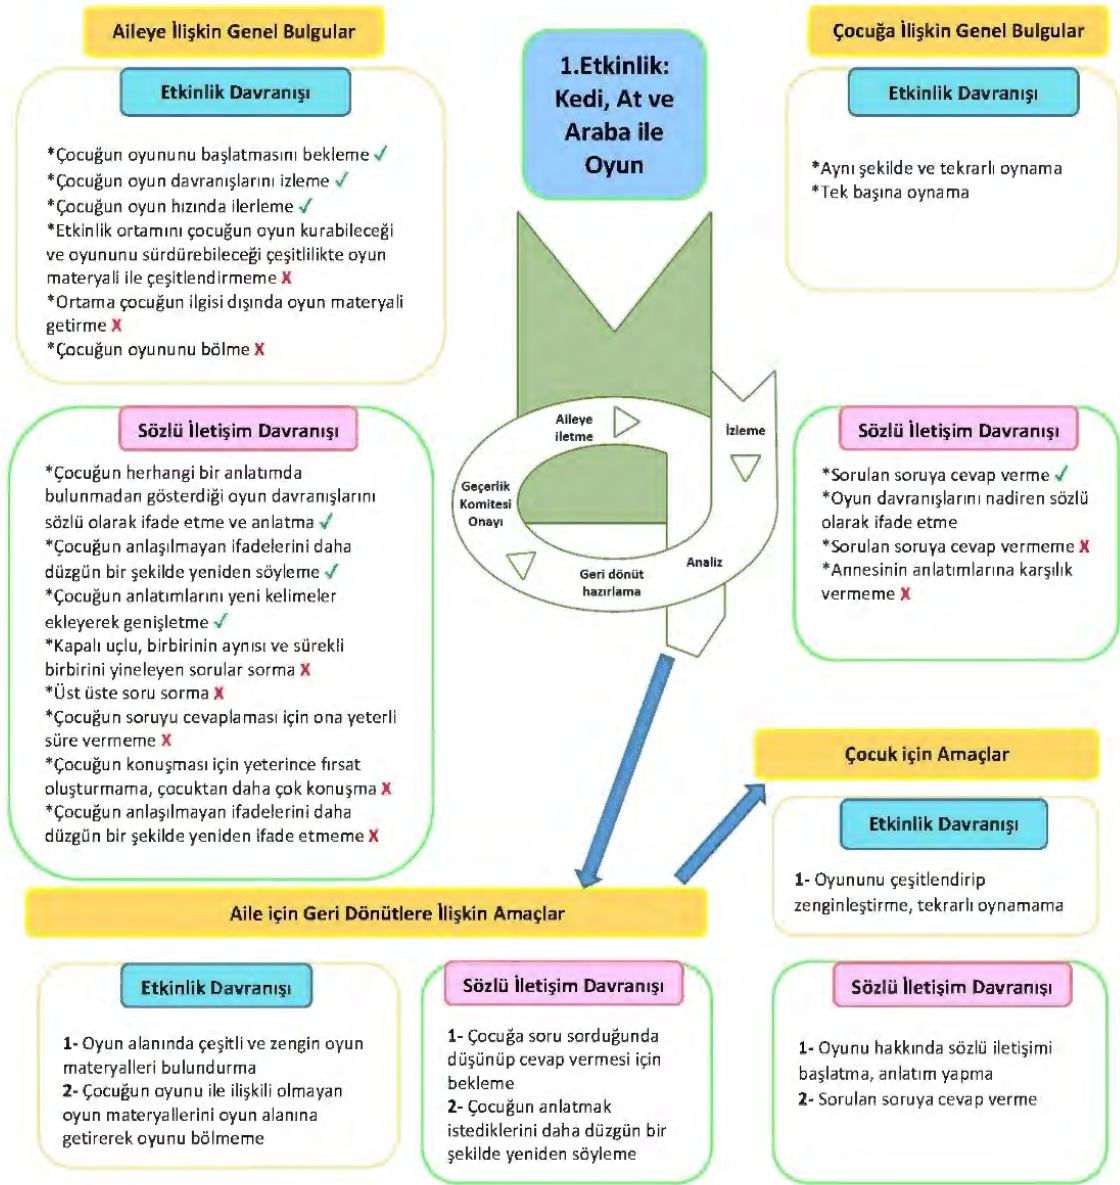 Aileye İlişkin Genel Bulgular
Etkinlik Davranışı
*Çocuğun oyununu başlatmasını bekleme ✓
*Çocuğun oyun davranışlarını izleme ✓
*Çocuğun oyun hızında ilerleme ✓
*Etkinlik ortamını çocuğun oyun kurabileceği
ve oyununu sürdürebileceği çeşitlilikte oyun
materyali ile çeşitlendirmeme X
*Ortama çocuğun ilgisi dışında oyun materyali
getirme X
*Çocuğun oyununu bölme X
Sözlü İletişim Davranışı
*Çocuğun herhangi bir anlatımda
bulunmadan gösterdiği oyun davranışlarını
sözlü olarak ifade etme ve anlatma ✓
*Çocuğun anlaşılmayan ifadelerini daha
düzgün bir şekilde yeniden söyleme ✓
*Çocuğun anlatımlarını yeni kelimeler
ekleyerek genişletme ✓
*Kapalı uçlu, birbirinin aynısı ve sürekli
birbirini yineleyen sorular sorma X
*Üst üste soru sorma X
*Çocuğun soruyu cevaplaması için ona yeterli
süre vermeme X
*Çocuğun konuşması için yeterince fırsat
oluşturmama, çocuktan daha çok konuşma X
*Çocuğun anlaşılmayan ifadelerini daha
düzgün bir şekilde yeniden ifade etmeme X
1.Etkinlik:
Kedi, At ve
Araba ile
Oyun
Aileye
iletme
İzleme
Geçerlik
Komitesi
Onayı
Analiz
Geri dönüt
hazırlama
Çocuğa İlişkin Genel Bulgular
Etkinlik Davranışı
*Aynı şekilde ve tekrarlı oynama
*Tek başına oynama
Sözlü İletişim Davranışı
*Sorulan soruya cevap verme ✓
*Oyun davranışlarını nadiren sözlü
olarak ifade etme
*Sorulan soruya cevap vermeme X
*Annesinin anlatımlarına karşılık
vermeme X
Aile için Geri Dönütlere İlişkin Amaçlar
Etkinlik Davranışı
1- Oyun alanında çeşitli ve zengin oyun
materyalleri bulundurma
2- Çocuğun oyunu ile ilişkili olmayan
oyun materyallerini oyun alanına
getirerek oyunu bölmeme
Sözlü İletişim Davranışı
1- Çocuğa soru sorduğunda
düşünüp cevap vermesi için
bekleme
2- Çocuğun anlatmak
istediklerini daha düzgün bir
şekilde yeniden söyleme
Çocuk için Amaçlar
Etkinlik Davranışı
1- Oyununu çeşitlendirip
zenginleştirme, tekrarlı oynamama
Sözlü İletişim Davranışı
1- Oyunu hakkında sözlü iletişimi
başlatma, anlatım yapma
2- Sorulan soruya cevap verme